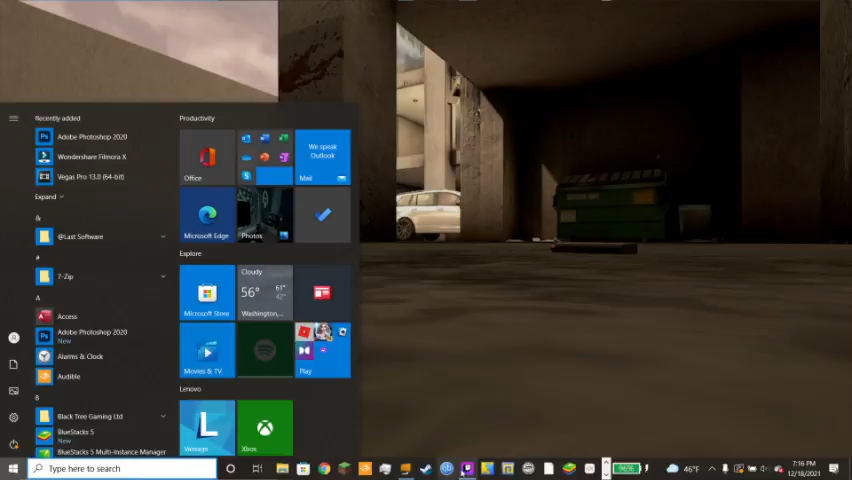 Recently added
Adobe Photoshop 2020
Wondershare Filmora X
Vegas Pro 13.0 (64-bit)
Expand
&
@Last Software
#
7-Zip
A
Access
Adobe Photoshop 2020
New
Alarms & Clock
Audible
B
Black Tree Gaming Ltd
BlueStacks 5
New
BlueStacks 5 Multi-Instance Manager
Productivity
Office
We speak
Outlook
Mail
Microsoft Edge
Photos
Explore
Microsoft Store
Cloudy
56°
61°
42°
Washington,...
Movies & TV
Play
Lenovo
Vantage
Xbox
Type here to search
96%
46°F
7:16 PM
12/18/2021